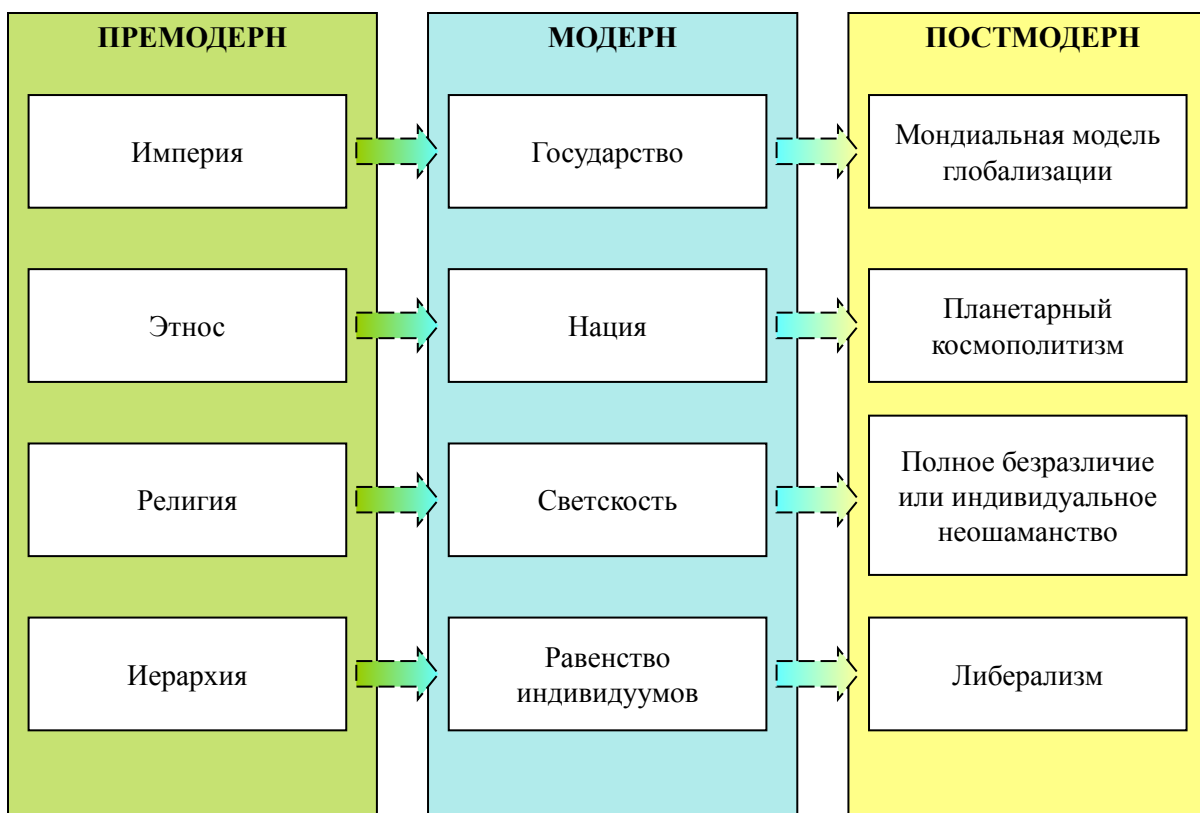 ПРЕМОДЕРН
МОДЕРН
ПОСТМОДЕРН
Империя
Государство
Мондиальная модель
глобализации
Этнос
Нация
Планетарный
космополитизм
Религия
Светскость
Полное безразличие
или индивидуальное
неошаманство
Иерархия
Равенство
индивидуумов
Либерализм